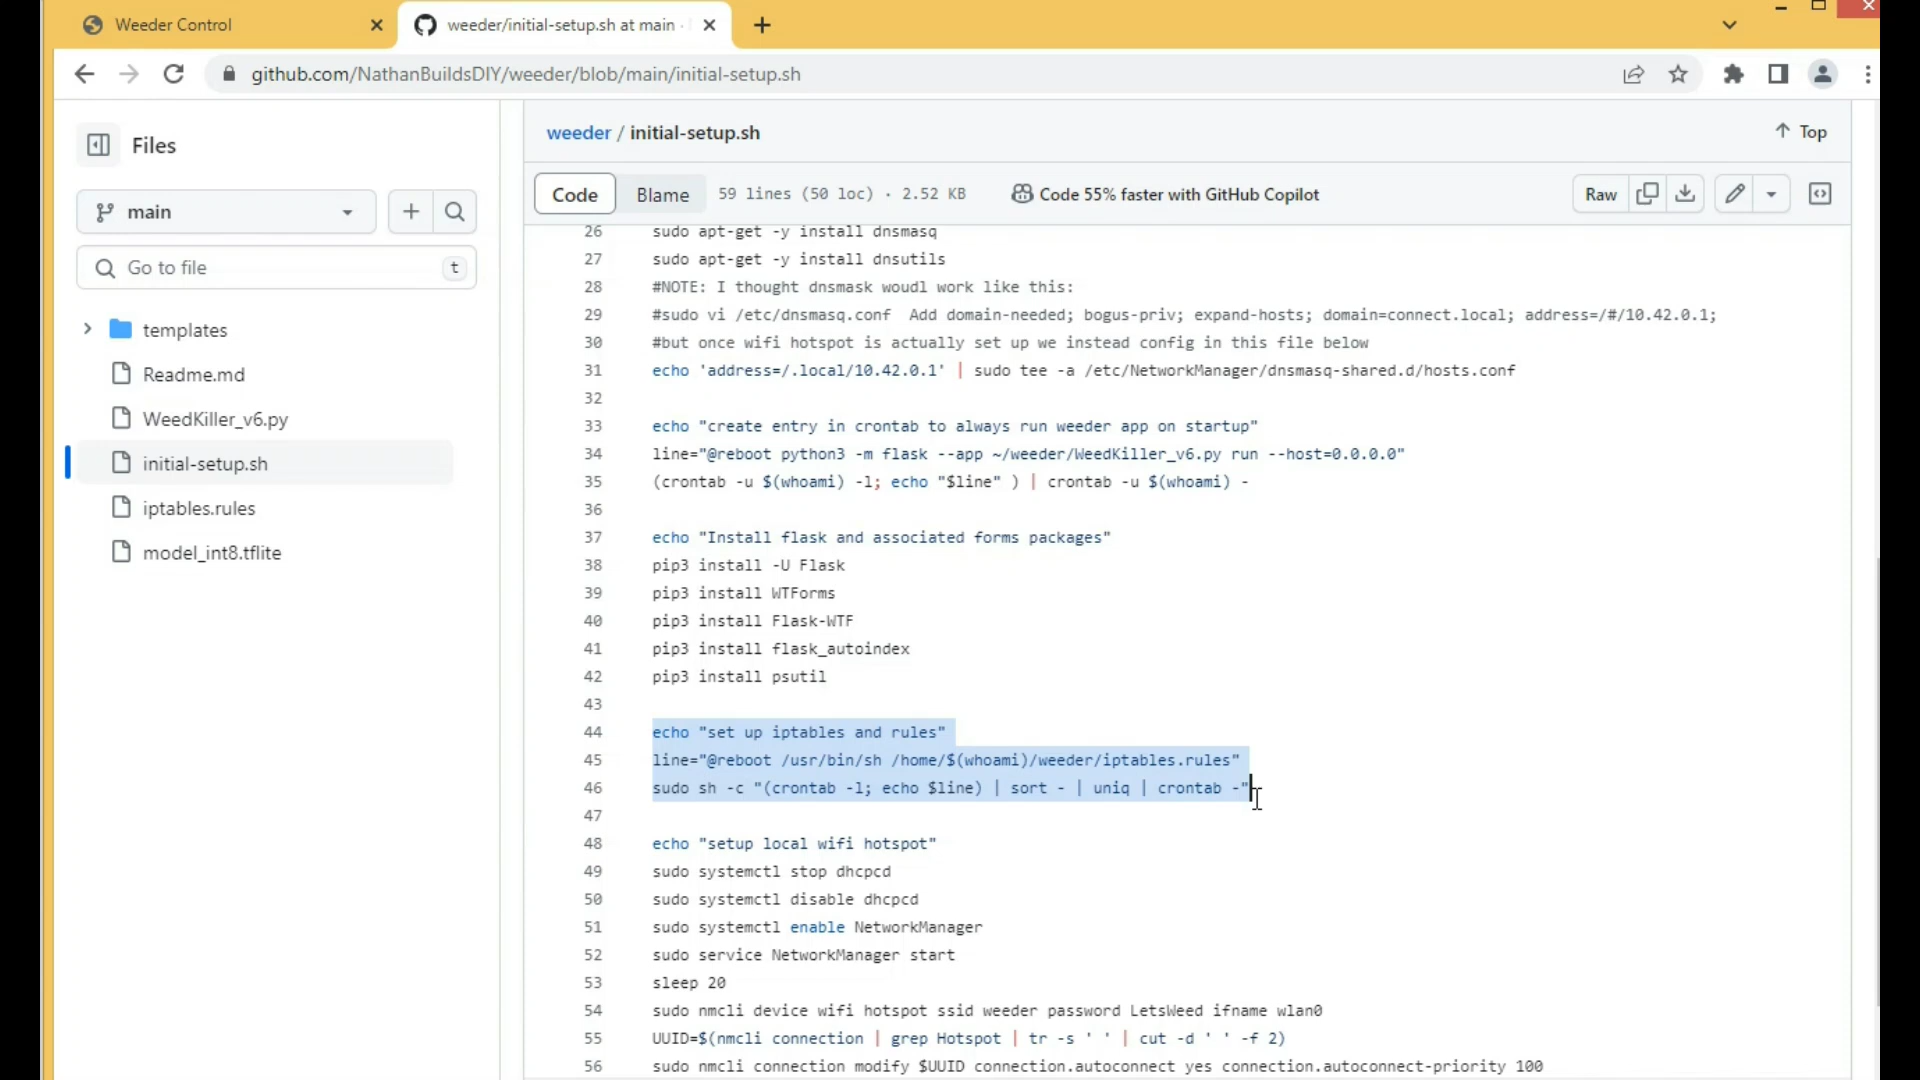 Weeder Control
weeder/initial-setup.sh at main ·
github.com/NathanBuildsDIY/weeder/blob/main/initial-setup.sh
Files
main
Go to file
t
templates
Readme.md
WeedKiller_v6.py
initial-setup.sh
iptables.rules
model_int8.tflite
weeder / initial-setup.sh
Top
Code
Blame
59 lines (50 loc) · 2.52 KB
Code 55% faster with GitHub Copilot
Raw
26 sudo apt-get -y install dnsmasq
27 sudo apt-get -y install dnsutils
28 #NOTE: I thought dnsmask woudl work like this:
29 #sudo vi /etc/dnsmasq.conf  Add domain-needed; bogus-priv; expand-hosts; domain=connect.local; address=/#/10.42.0.1;
30 #but once wifi hotspot is actually set up we instead config in this file below
31 echo 'address=/.local/10.42.0.1' | sudo tee -a /etc/NetworkManager/dnsmasq-shared.d/hosts.conf
32
33 echo "create entry in crontab to always run weeder app on startup"
34 line="@reboot python3 -m flask --app ~/weeder/WeedKiller_v6.py run --host=0.0.0.0"
35 (crontab -u $(whoami) -l; echo "$line" ) | crontab -u $(whoami) -
36
37 echo "Install flask and associated forms packages"
38 pip3 install -U Flask
39 pip3 install WTForms
40 pip3 install Flask-WTF
41 pip3 install flask_autoindex
42 pip3 install psutil
43
44 echo "set up iptables and rules"
45 line="@reboot /usr/bin/sh /home/$(whoami)/weeder/iptables.rules"
46 sudo sh -c "(crontab -l; echo $line) | sort - | uniq | crontab -"
47
48 echo "setup local wifi hotspot"
49 sudo systemctl stop dhcpcd
50 sudo systemctl disable dhcpcd
51 sudo systemctl enable NetworkManager
52 sudo service NetworkManager start
53 sleep 20
54 sudo nmcli device wifi hotspot ssid weeder password LetsWeed ifname wlan0
55 UUID=$(nmcli connection | grep Hotspot | tr -s ' ' | cut -d ' ' -f 2)
56 sudo nmcli connection modify $UUID connection.autoconnect yes connection.autoconnect-priority 100